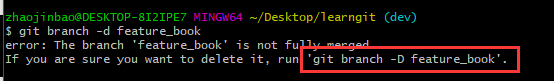 zhaojinbao@DESKTOP-8I2IPE7 MINGW64 ~/Desktop/learngit (dev)
$ git branch -d feature_book
error: The branch 'feature_book' is not fully merged.
If you are sure you want to delete it, run 'git branch -D feature_book'.